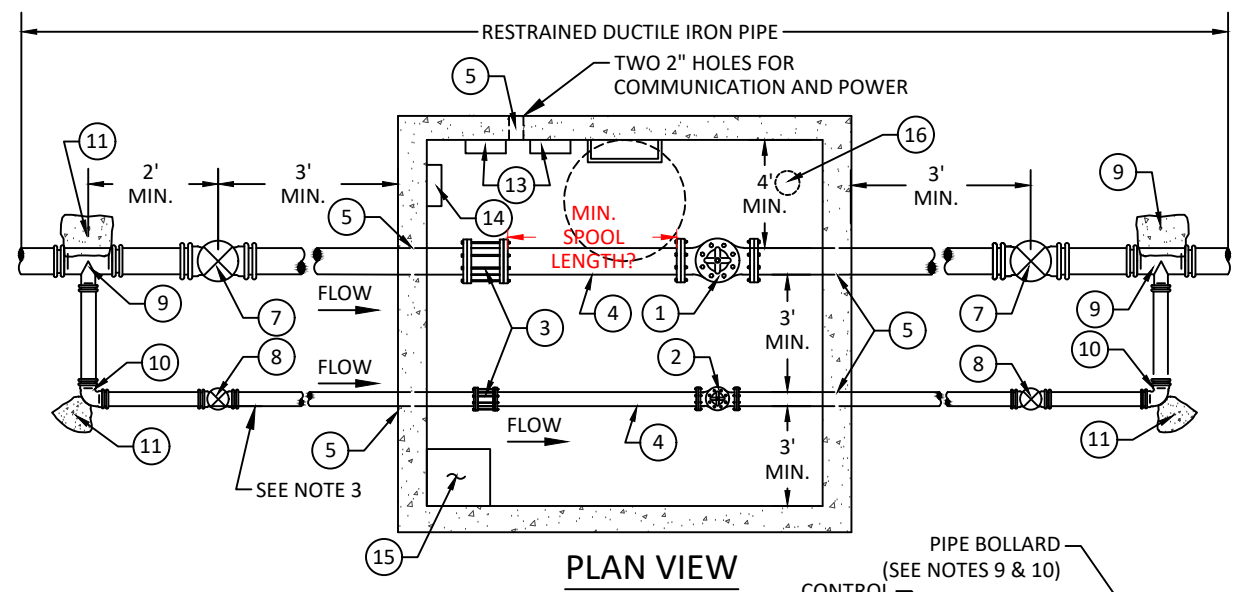 RESTRAINED DUCTILE IRON PIPE
5
TWO 2" HOLES FOR
COMMUNICATION AND POWER
11
16
9
2'
MIN.
3'
MIN.
13
4'
MIN.
3'
MIN.
5
14
MIN.
SPOOL
LENGTH?
9
7
FLOW
3
4
1
3'
MIN.
5
7
9
10
8
FLOW
2
8
10
11
5
FLOW
4
3'
MIN.
11
SEE NOTE 3
15
PLAN VIEW
PIPE BOLLARD
(SEE NOTES 9 & 10)
CONTROL